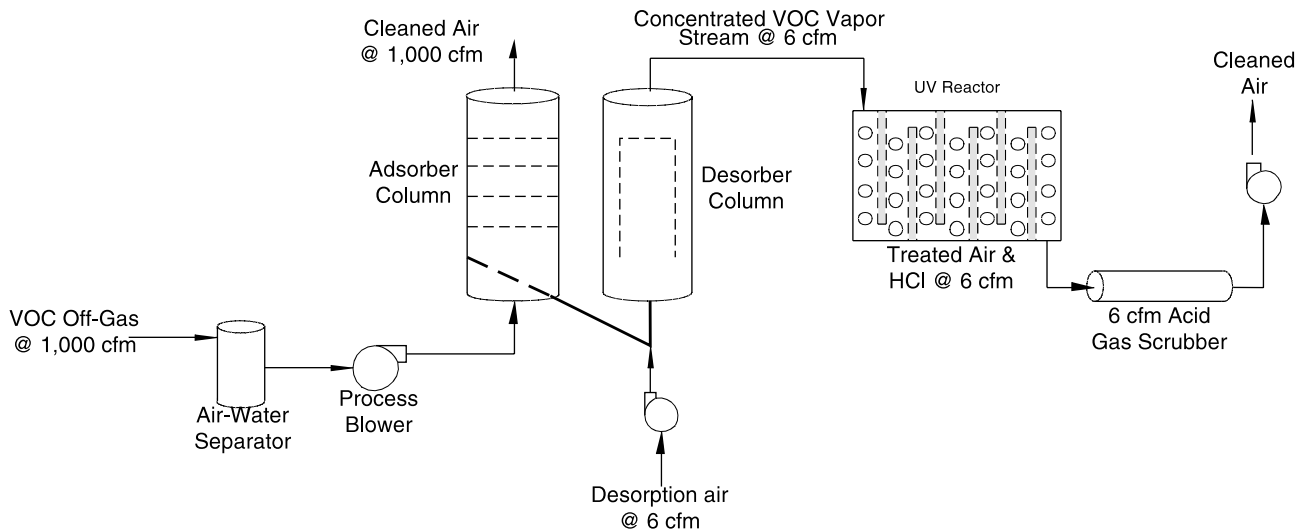 Cleaned Air
@ 1,000 cfm
Concentrated VOC Vapor
Stream @ 6 cfm
Cleaned
Air
UV Reactor
Adsorber
Column
Desorber
Column
Treated Air &
HCl @ 6 cfm
VOC Off-Gas
@ 1,000 cfm
6 cfm Acid
Gas Scrubber
Air-Water
Separator
Process
Blower
Desorption air
@ 6 cfm